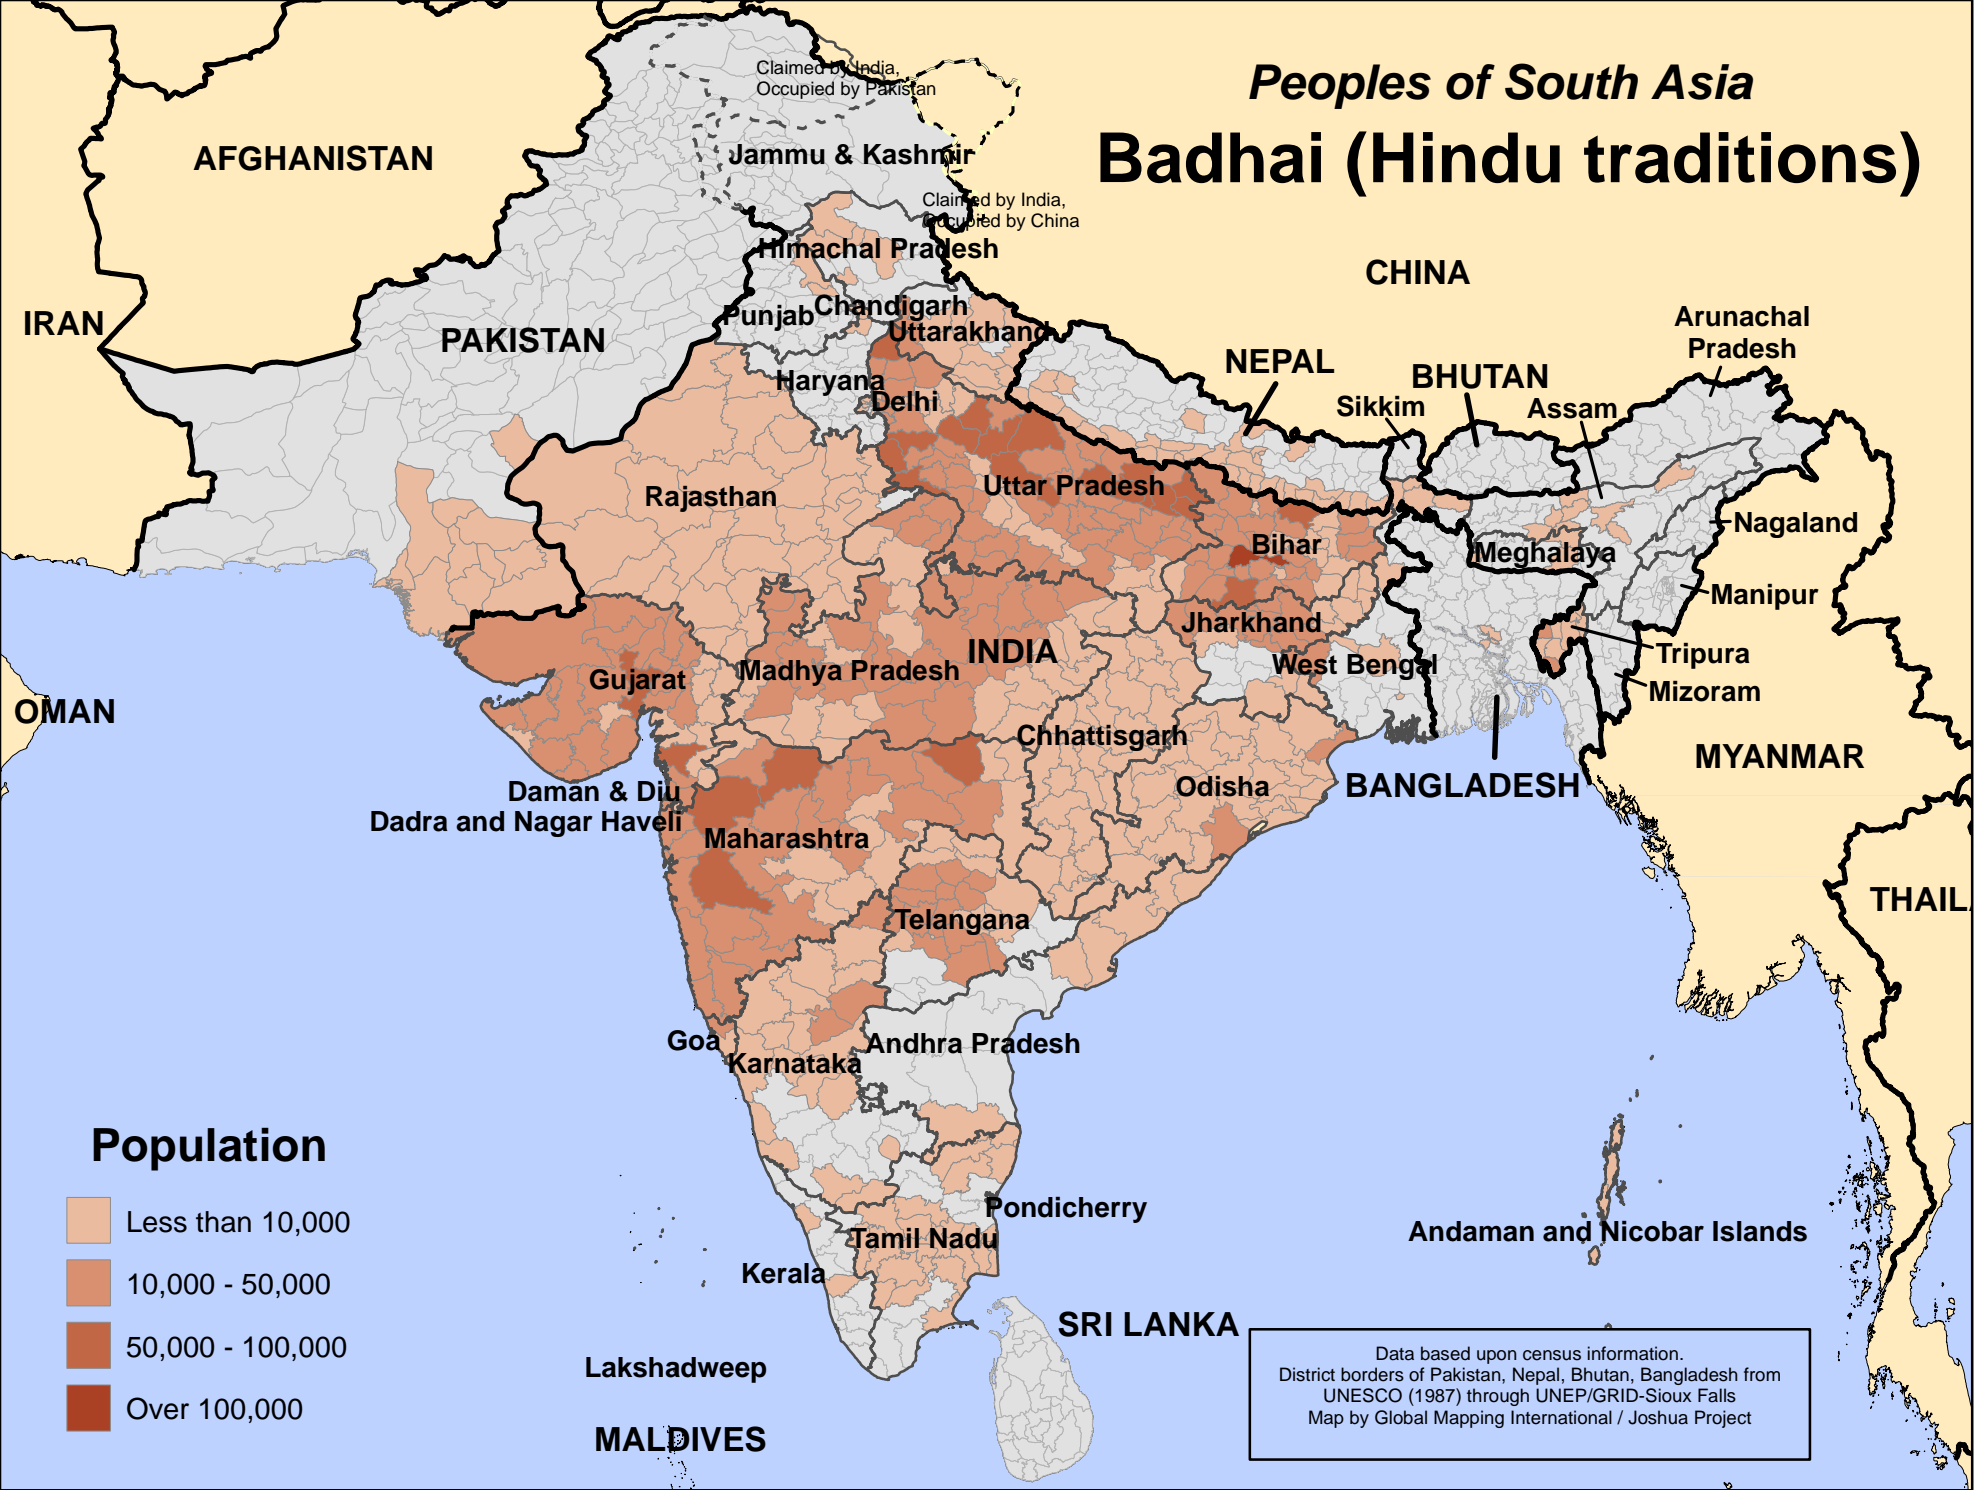 Peoples of South Asia
Badhai (Hindu traditions)
Claimed by India,
Occupied by Pakistan
AFGHANISTAN
Jammu & Kashmir
Claimed by India,
Occupied by China
Himachal Pradesh
CHINA
IRAN
PAKISTAN
Punjab
Chandigarh
Uttarakhand
Arunachal
Pradesh
NEPAL
BHUTAN
Sikkim
Assam
Haryana
Delhi
Rajasthan
Uttar Pradesh
Bihar
Meghalaya
Nagaland
Manipur
Jharkhand
INDIA
West Bengal
Tripura
Mizoram
Gujarat
Madhya Pradesh
OMAN
Chhattisgarh
Odisha
BANGLADESH
MYANMAR
Daman & Diu
Dadra and Nagar Haveli
Maharashtra
Telangana
THAIL
Goa
Karnataka
Andhra Pradesh
Pondicherry
Tamil Nadu
Kerala
Andaman and Nicobar Islands
SRI LANKA
Lakshadweep
MALDIVES
Population
Less than 10,000
10,000 - 50,000
50,000 - 100,000
Over 100,000
Data based upon census information.
District borders of Pakistan, Nepal, Bhutan, Bangladesh from
UNESCO (1987) through UNEP/GRID-Sioux Falls
Map by Global Mapping International / Joshua Project